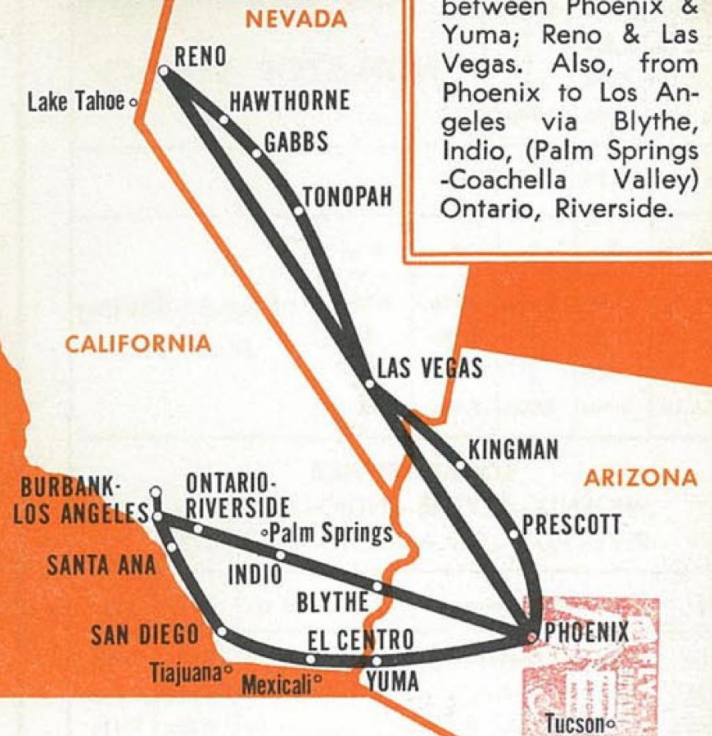 between Phoenix &
Yuma; Reno & Las
Vegas. Also, from
Phoenix to Los An-
geles via Blythe,
Indio, (Palm Springs
-Coachella Valley)
Ontario, Riverside.
NEVADA
RENO
Lake Tahoe
HAWTHORNE
GABBS
TONOPAH
CALIFORNIA
LAS VEGAS
KINGMAN
ARIZONA
BURBANK-
LOS ANGELES
ONTARIO-
RIVERSIDE
Palm Springs
PRESCOTT
SANTA ANA
INDIO
BLYTHE
SAN DIEGO
EL CENTRO
PHOENIX
Tiajuana
Mexicali
YUMA
Tucson